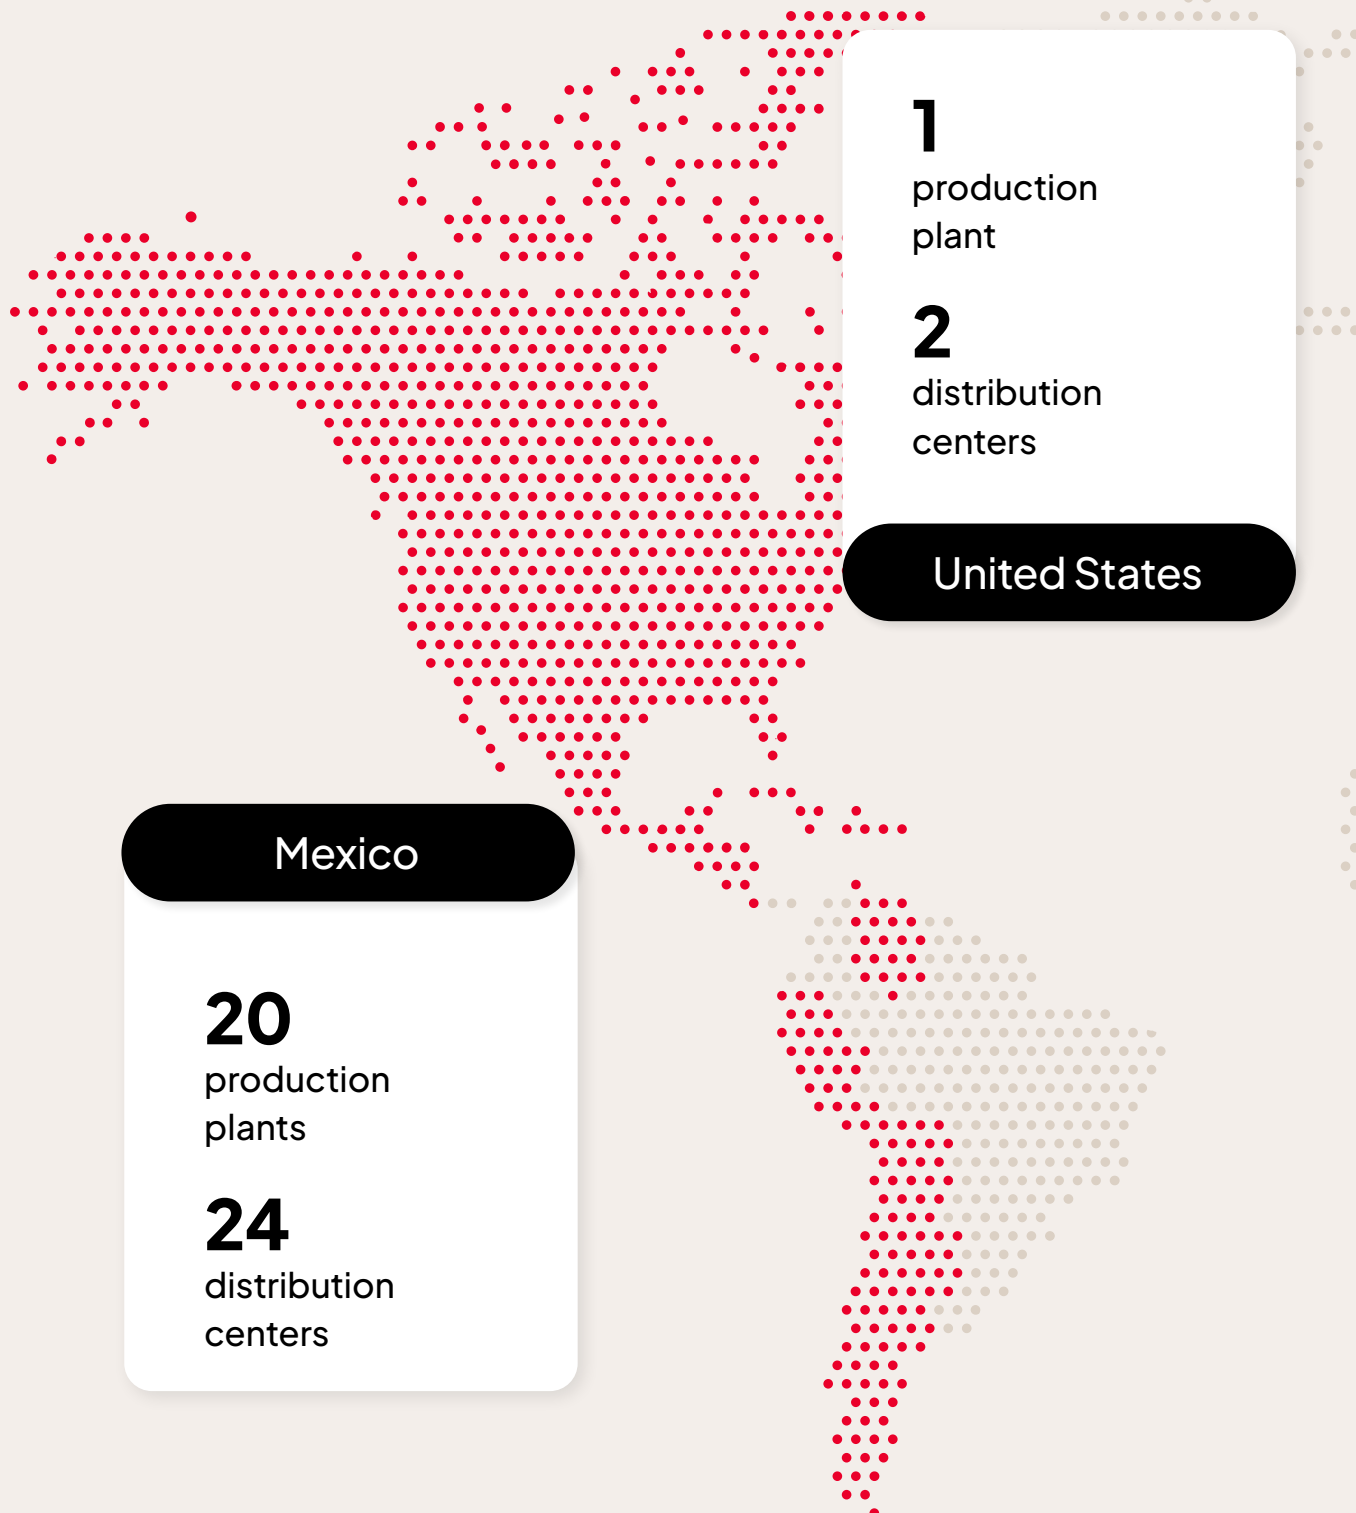 1
production
plant
2
distribution
centers
United States
Mexico
20
production
plants
24
distribution
centers